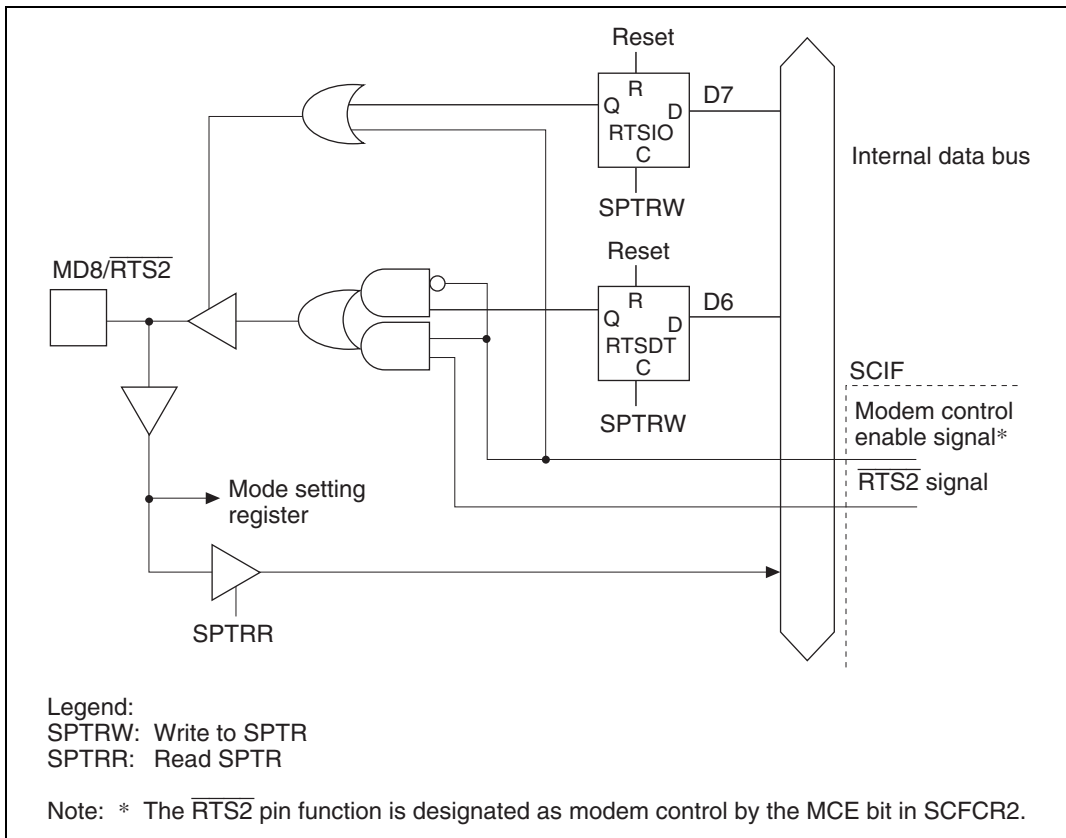 Reset
R
Q
D
D7
RTSIO
C
Internal data bus
SPTRW
MD8/RTS2
Reset
R
Q
D
D6
RTSDT
C
SPTRW
SCIF
Modem control
enable signal*
RTS2 signal
Mode setting
register
SPTRR
Legend:
SPTRW: Write to SPTR
SPTRR: Read SPTR
Note: * The RTS2 pin function is designated as modem control by the MCE bit in SCFCR2.